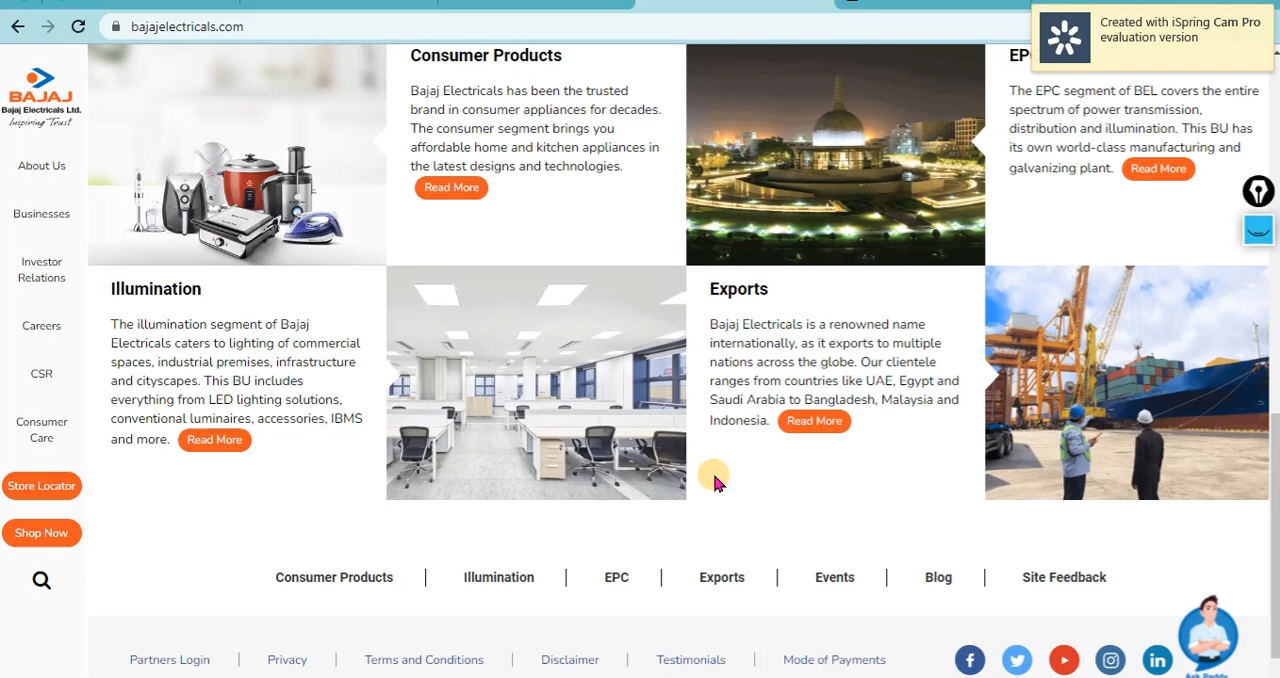 bajajelectricals.com
Created with iSpring Cam Pro
evaluation version
BAJAJ
Bajaj Electricals Ltd.
Inspiring Trust
About Us
Businesses
Investor
Relations
Careers
CSR
Consumer
Care
Store Locator
Shop Now
Consumer Products
Bajaj Electricals has been the trusted
brand in consumer appliances for decades.
The consumer segment brings you
affordable home and kitchen appliances in
the latest designs and technologies.
Read More
The EPC segment of BEL covers the entire
spectrum of power transmission,
distribution and illumination. This BU has
its own world-class manufacturing and
galvanizing plant. Read More
Illumination
The illumination segment of Bajaj
Electricals caters to lighting of commercial
spaces, industrial premises, infrastructure
and cityscapes. This BU includes
everything from LED lighting solutions,
conventional luminaires, accessories, IBMS
and more. Read More
Exports
Bajaj Electricals is a renowned name
internationally, as it exports to multiple
nations across the globe. Our clientele
ranges from countries like UAE, Egypt and
Saudi Arabia to Bangladesh, Malaysia and
Indonesia. Read More
Consumer Products | Illumination | EPC | Exports | Events | Blog | Site Feedback
Partners Login | Privacy | Terms and Conditions | Disclaimer | Testimonials | Mode of Payments
Ask Paddy